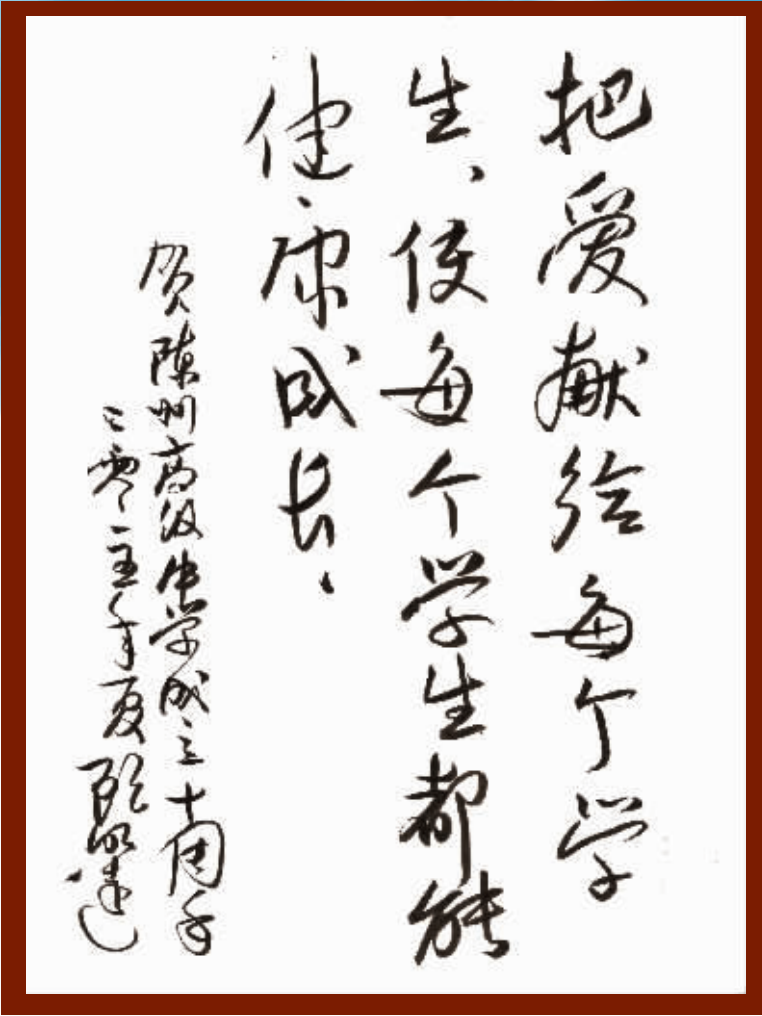 把爱献给每个学
生、使每个学生都能
健康成长.
贺陈州高级中学成立十周年
二零一五年夏 顾明远